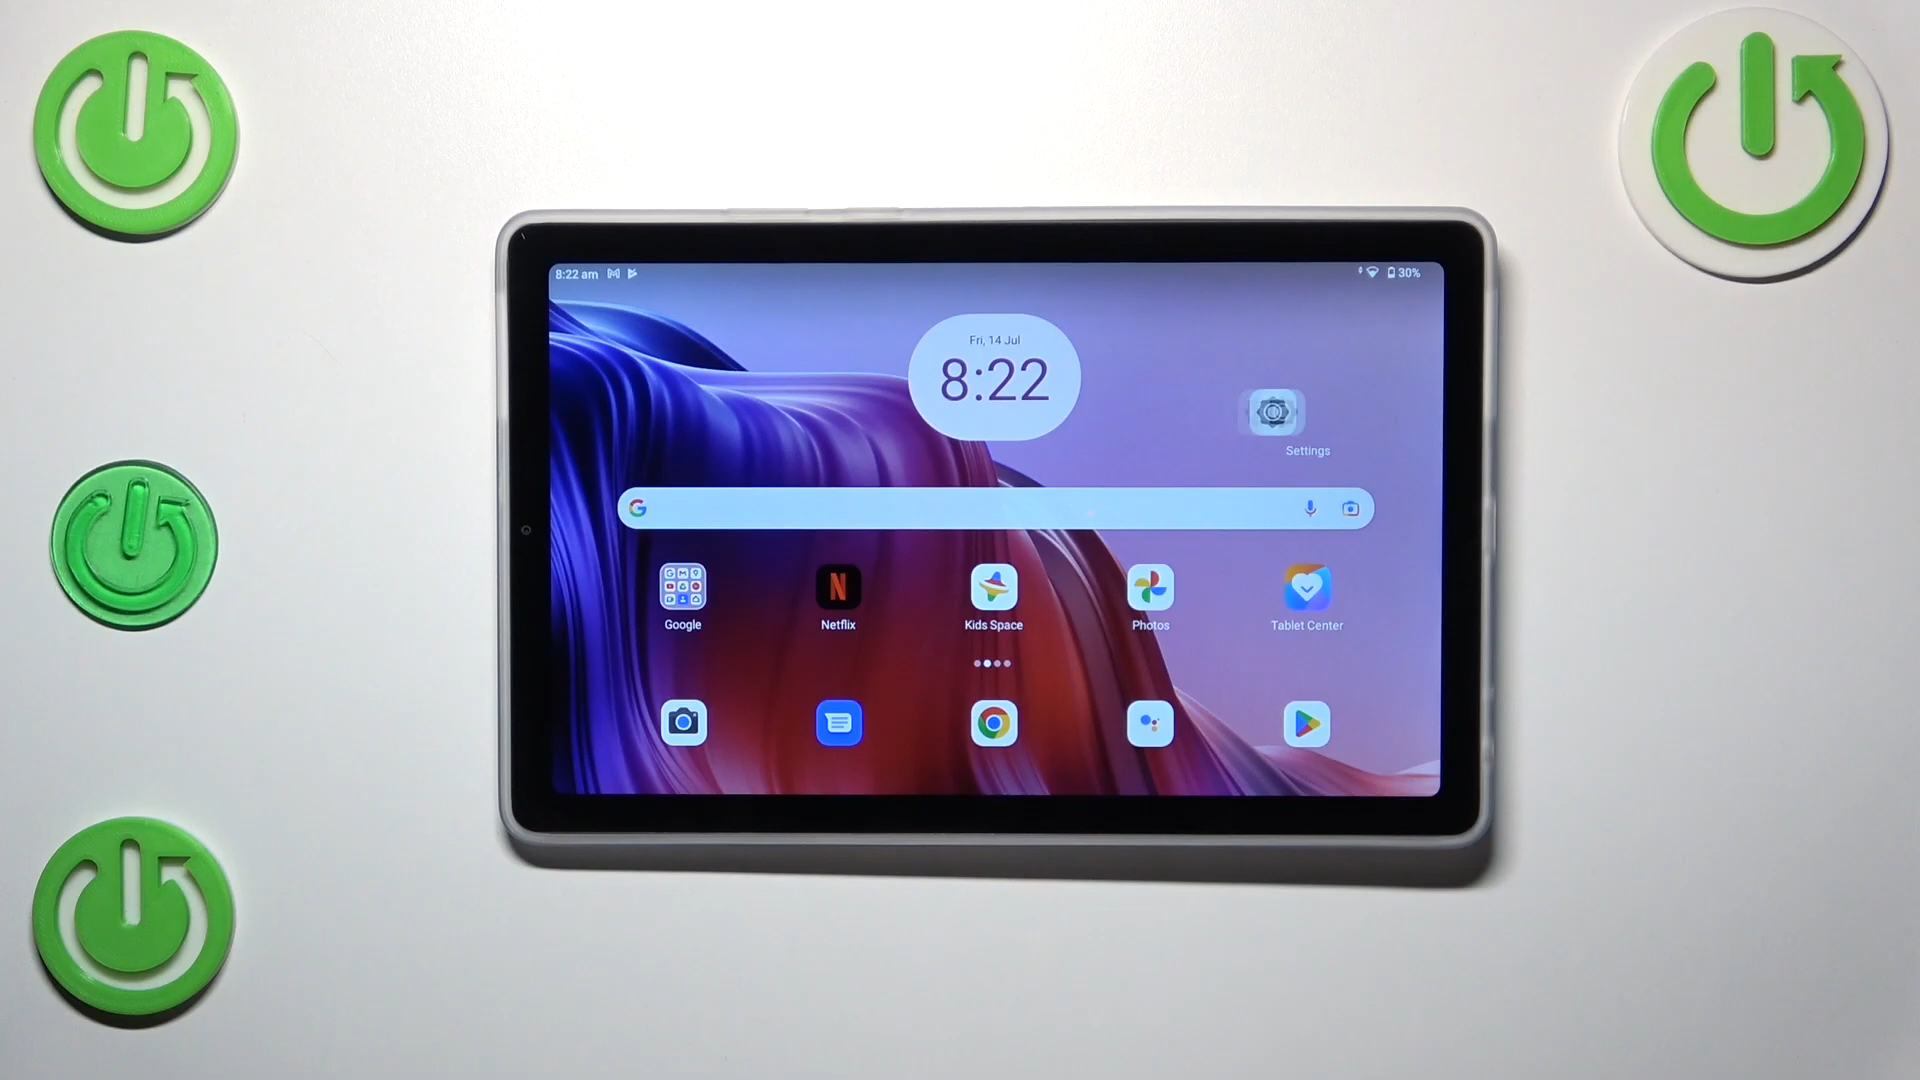 8:22 am
30%
Fri, 14 Jul
8:22
Settings
Google
Netflix
Kids Space
Photos
Tablet Center